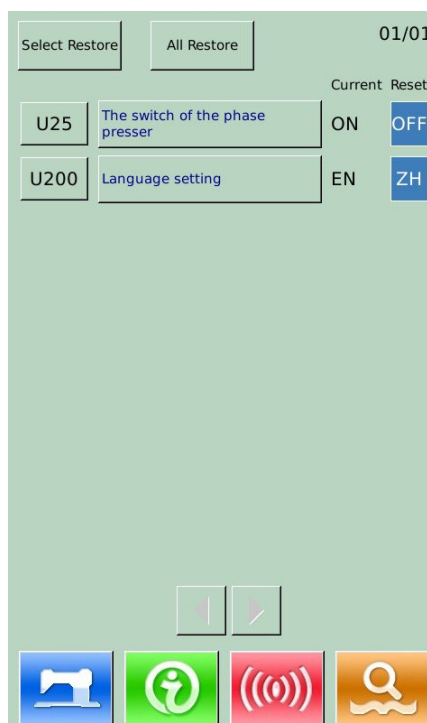 Select Restore
All Restore
01/01
Current Reset
U25 The switch of the phase
presser ON OFF
U200 Language setting EN ZH